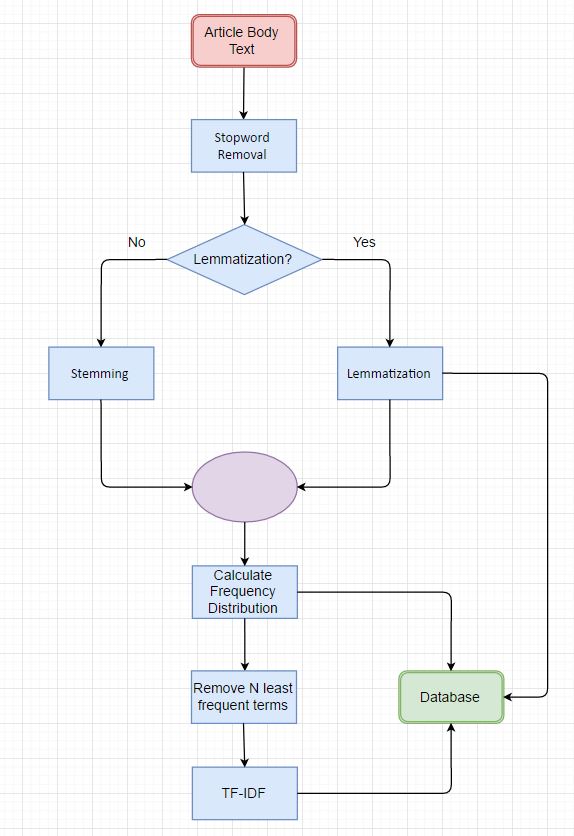 Article Body
Text
Stopword
Removal
No
Yes
Lemmatization?
Stemming
Lemmatization
Calculate
Frequency
Distribution
Remove N least
frequent terms
Database
TF-IDF